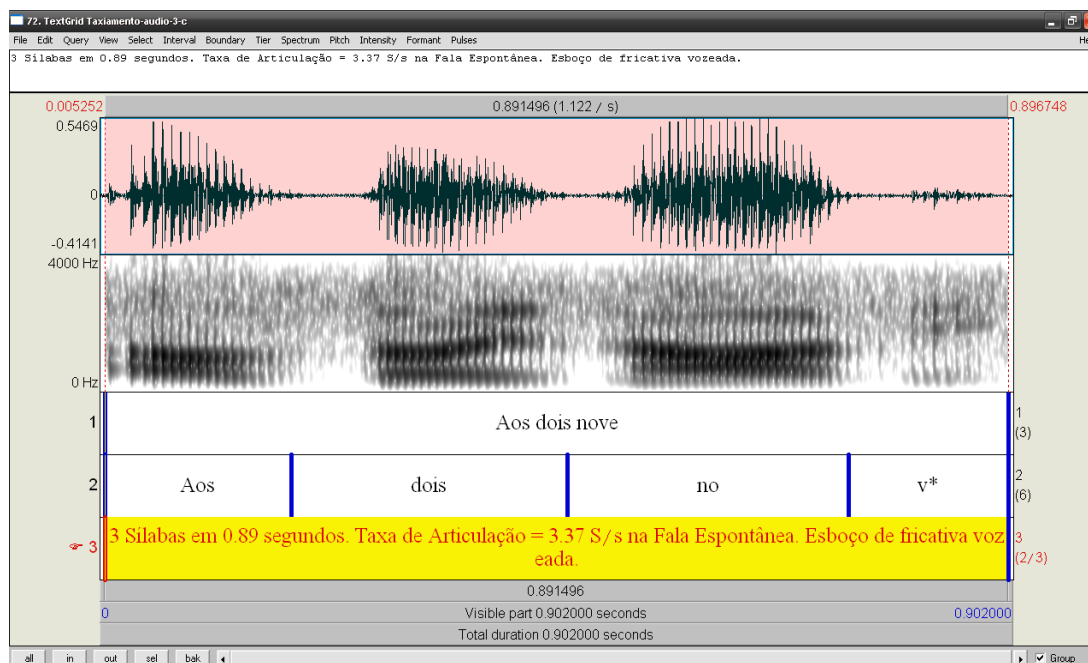 72. TextGrid Taxiamento-audio-3-c
File Edit Query View Select Interval Boundary Tier Spectrum Pitch Intensity Formant Pulses He
3 Sílabas em 0.89 segundos. Taxa de Articulação = 3.37 S/s na Fala Espontânea. Esboço de fricativa vozeada.
0.005252 0.891496 (1.122 / s) 0.896748
0.5469
0
-0.4141
4000 Hz
0 Hz
1 Aos dois nove 1 (3)
2 Aos dois no v* 2 (6)
3 3 Sílabas em 0.89 segundos. Taxa de Articulação = 3.37 S/s na Fala Espontânea. Esboço de fricativa voz 3
eada. (2/3)
0.891496
0 Visible part 0.902000 seconds 0.902000
Total duration 0.902000 seconds
all in out sel bak Group